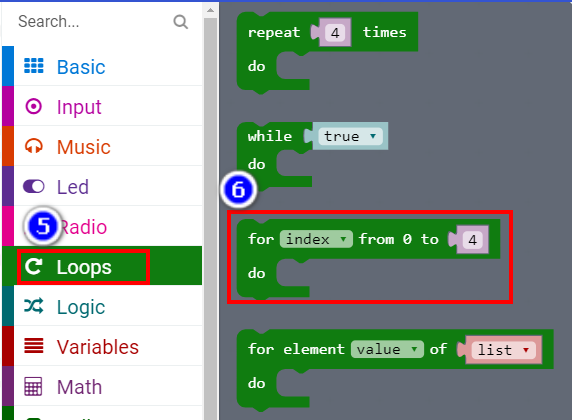 Search...
Basic
Input
Music
Led
5
Radio
Loops
Logic
Variables
Math
repeat 4 times
do
while true
do
6
for index from 0 to 4
do
for element value of list
do